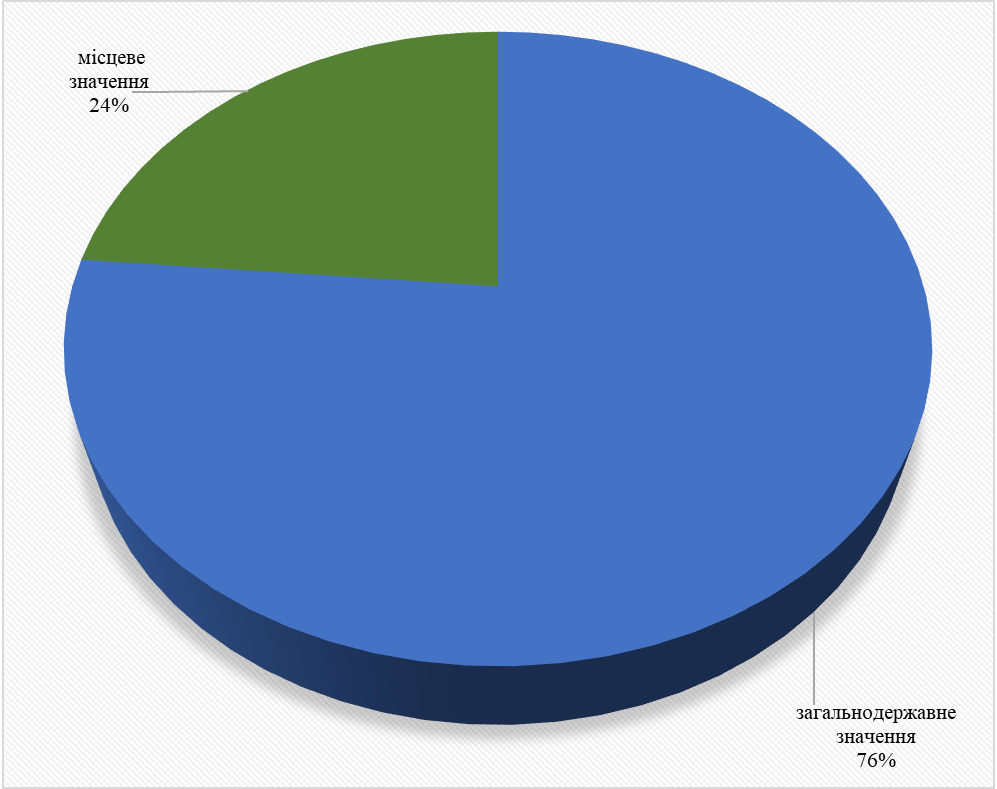 місцеве
значення
24%
загальнодержавне
значення
76%